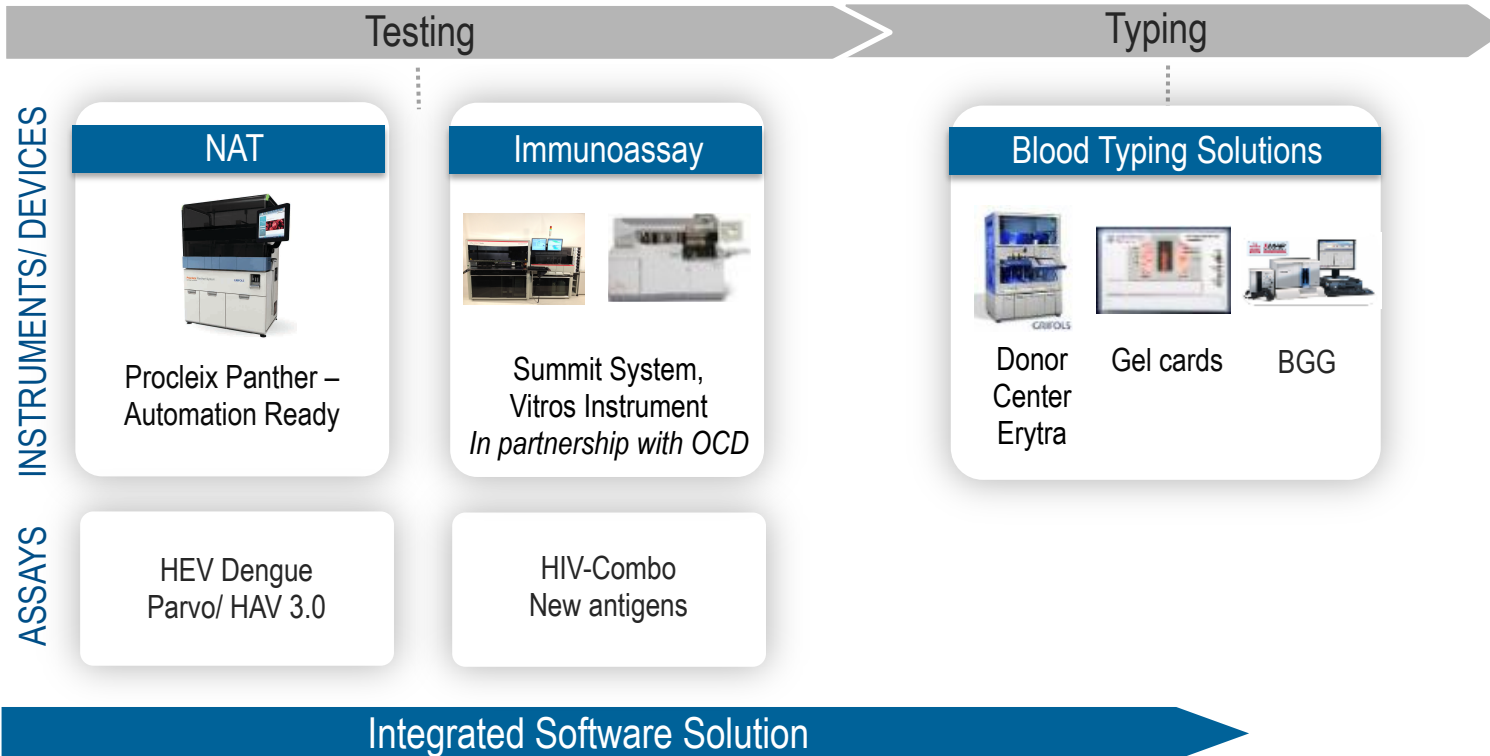 Testing
Typing
INSTRUMENTS/ DEVICES
NAT
Procleix Panther –
Automation Ready
Immunoassay
Summit System,
Vitros Instrument
In partnership with OCD
Blood Typing Solutions
GRIFOLS
Donor
Center
Erytra
Gel cards
BGG
ASSAYS
HEV Dengue
Parvo/ HAV 3.0
HIV-Combo
New antigens
Integrated Software Solution